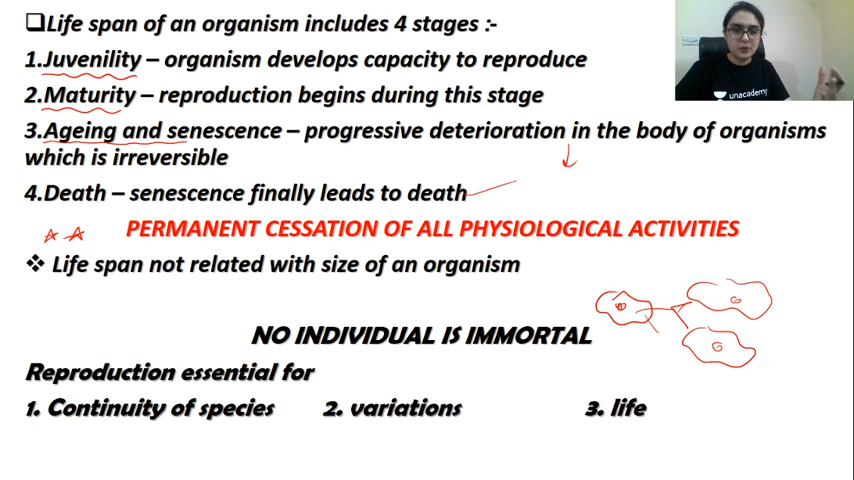 Life span of an organism includes 4 stages :-
1.Juvenility – organism develops capacity to reproduce
2.Maturity – reproduction begins during this stage
3.Ageing and senescence – progressive deterioration in the body of organisms
which is irreversible
4.Death – senescence finally leads to death
PERMANENT CESSATION OF ALL PHYSIOLOGICAL ACTIVITIES
Life span not related with size of an organism
NO INDIVIDUAL IS IMMORTAL
Reproduction essential for
1. Continuity of species 2. variations 3. life
unacademy